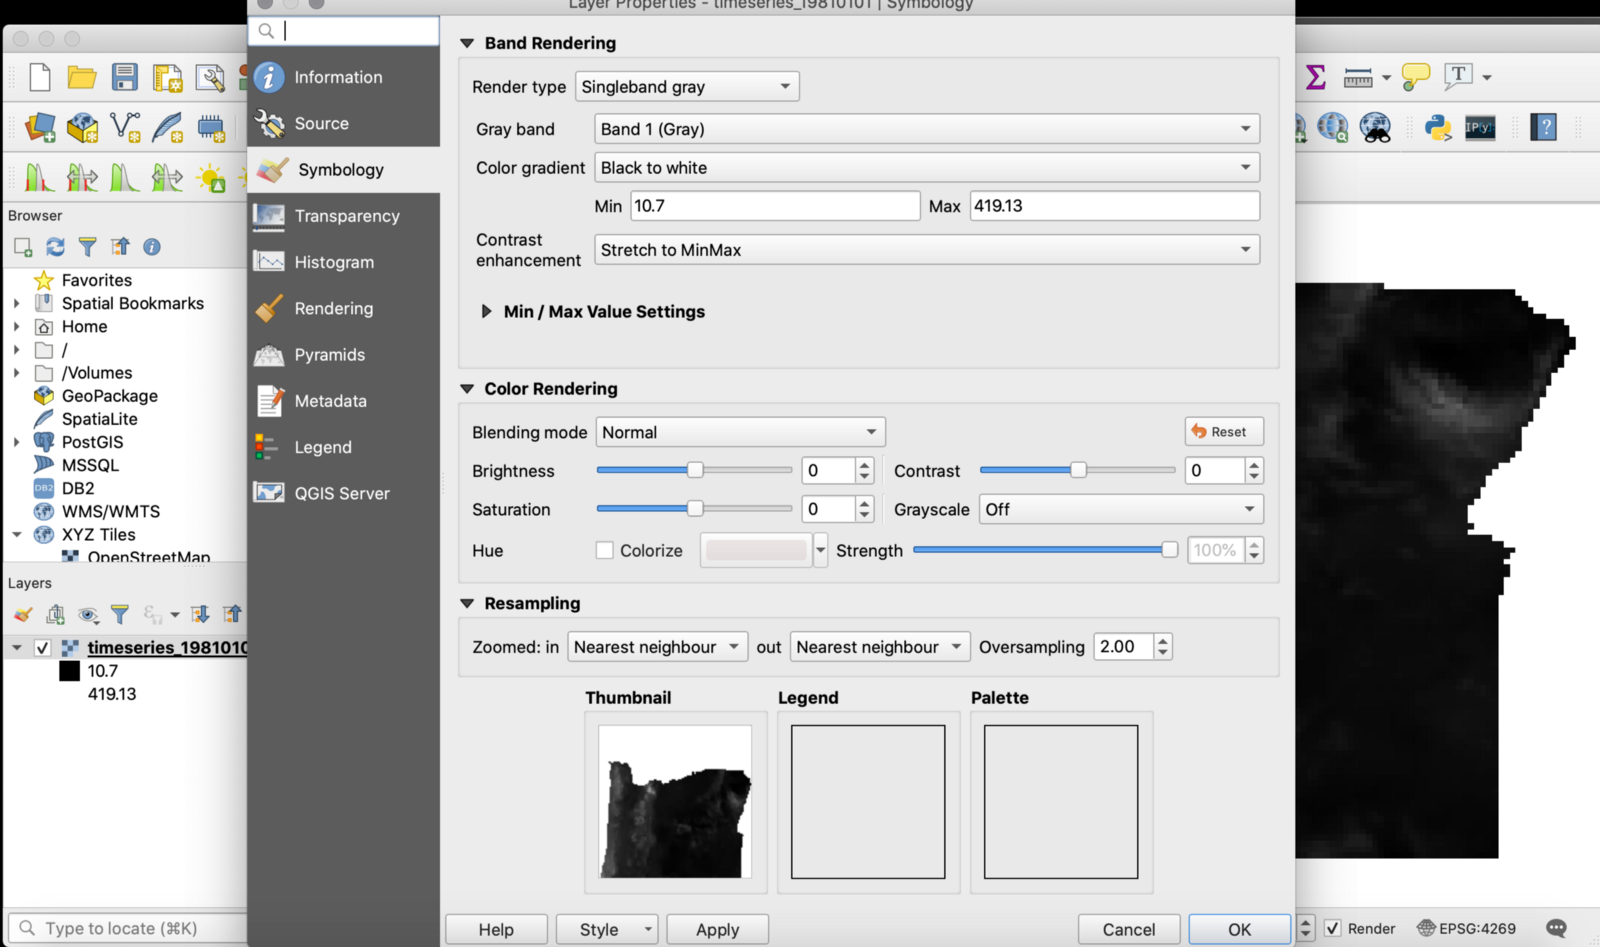 Layer Properties - timeseries_19810101 | Symbology
Information
Source
Symbology
Transparency
Histogram
Rendering
Pyramids
Metadata
Legend
QGIS Server
Browser
Favorites
Spatial Bookmarks
Home
/
/Volumes
GeoPackage
SpatiaLite
PostGIS
MSSQL
DB2
DB2
WMS/WMTS
XYZ Tiles
OpenStreetMap
Layers
timeseries_1981010
10.7
419.13
Type to locate (⌘K)
Band Rendering
Render type Singleband gray
Gray band Band 1 (Gray)
Color gradient Black to white
Min 10.7 Max 419.13
Contrast
enhancement Stretch to MinMax
Min / Max Value Settings
Color Rendering
Blending mode Normal Reset
Brightness 0 Contrast 0
Saturation 0 Grayscale Off
Hue Colorize Strength 100%
Resampling
Zoomed: in Nearest neighbour out Nearest neighbour Oversampling 2.00
Thumbnail Legend Palette
Help Style Apply Cancel OK
Σ T
IP[y] ?
Render EPSG:4269